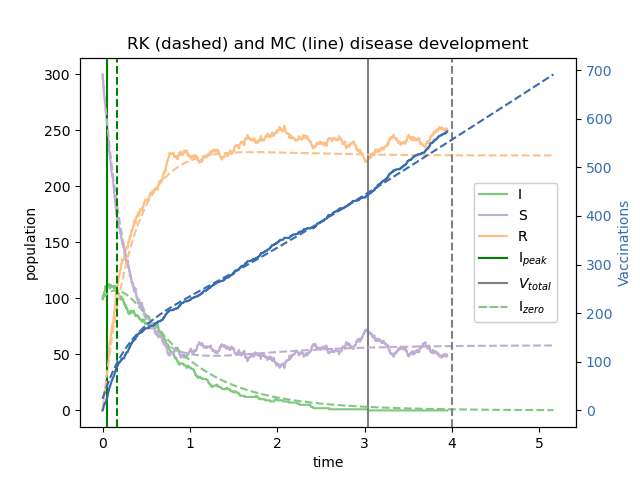 RK (dashed) and MC (line) disease development
300
250
200
150
100
50
0
population
700
600
500
400
300
200
100
0
Vaccinations
I
S
R
I_peak
V_total
I_zero
0 1 2 3 4 5
time